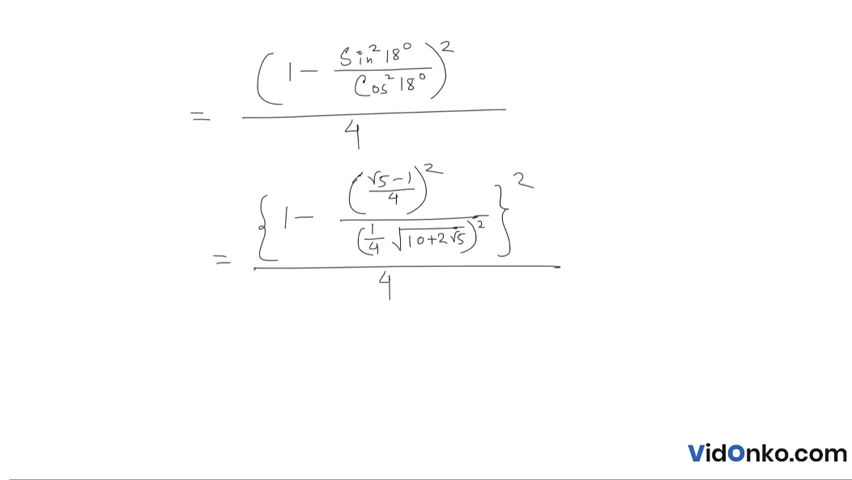 = (1 - Sin²18° / Cos²18°)² / 4
= {1 - ((√5-1)/4)² / (1/4 √10+2√5)²}² / 4
VidOnko.com